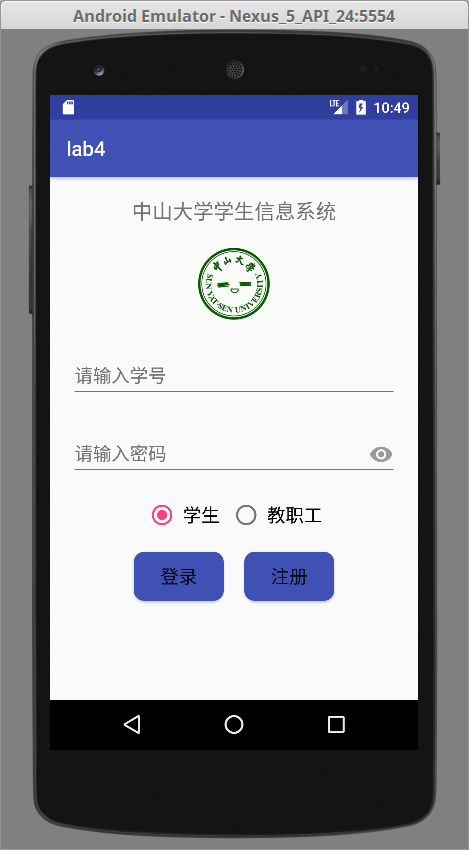 Android Emulator - Nexus_5_API_24:5554
LTE 10:49
lab4
中山大学学生信息系统
中山大學
SUN YAT-SEN UNIVERSITY
请输入学号
请输入密码
学生 教职工
登录 注册